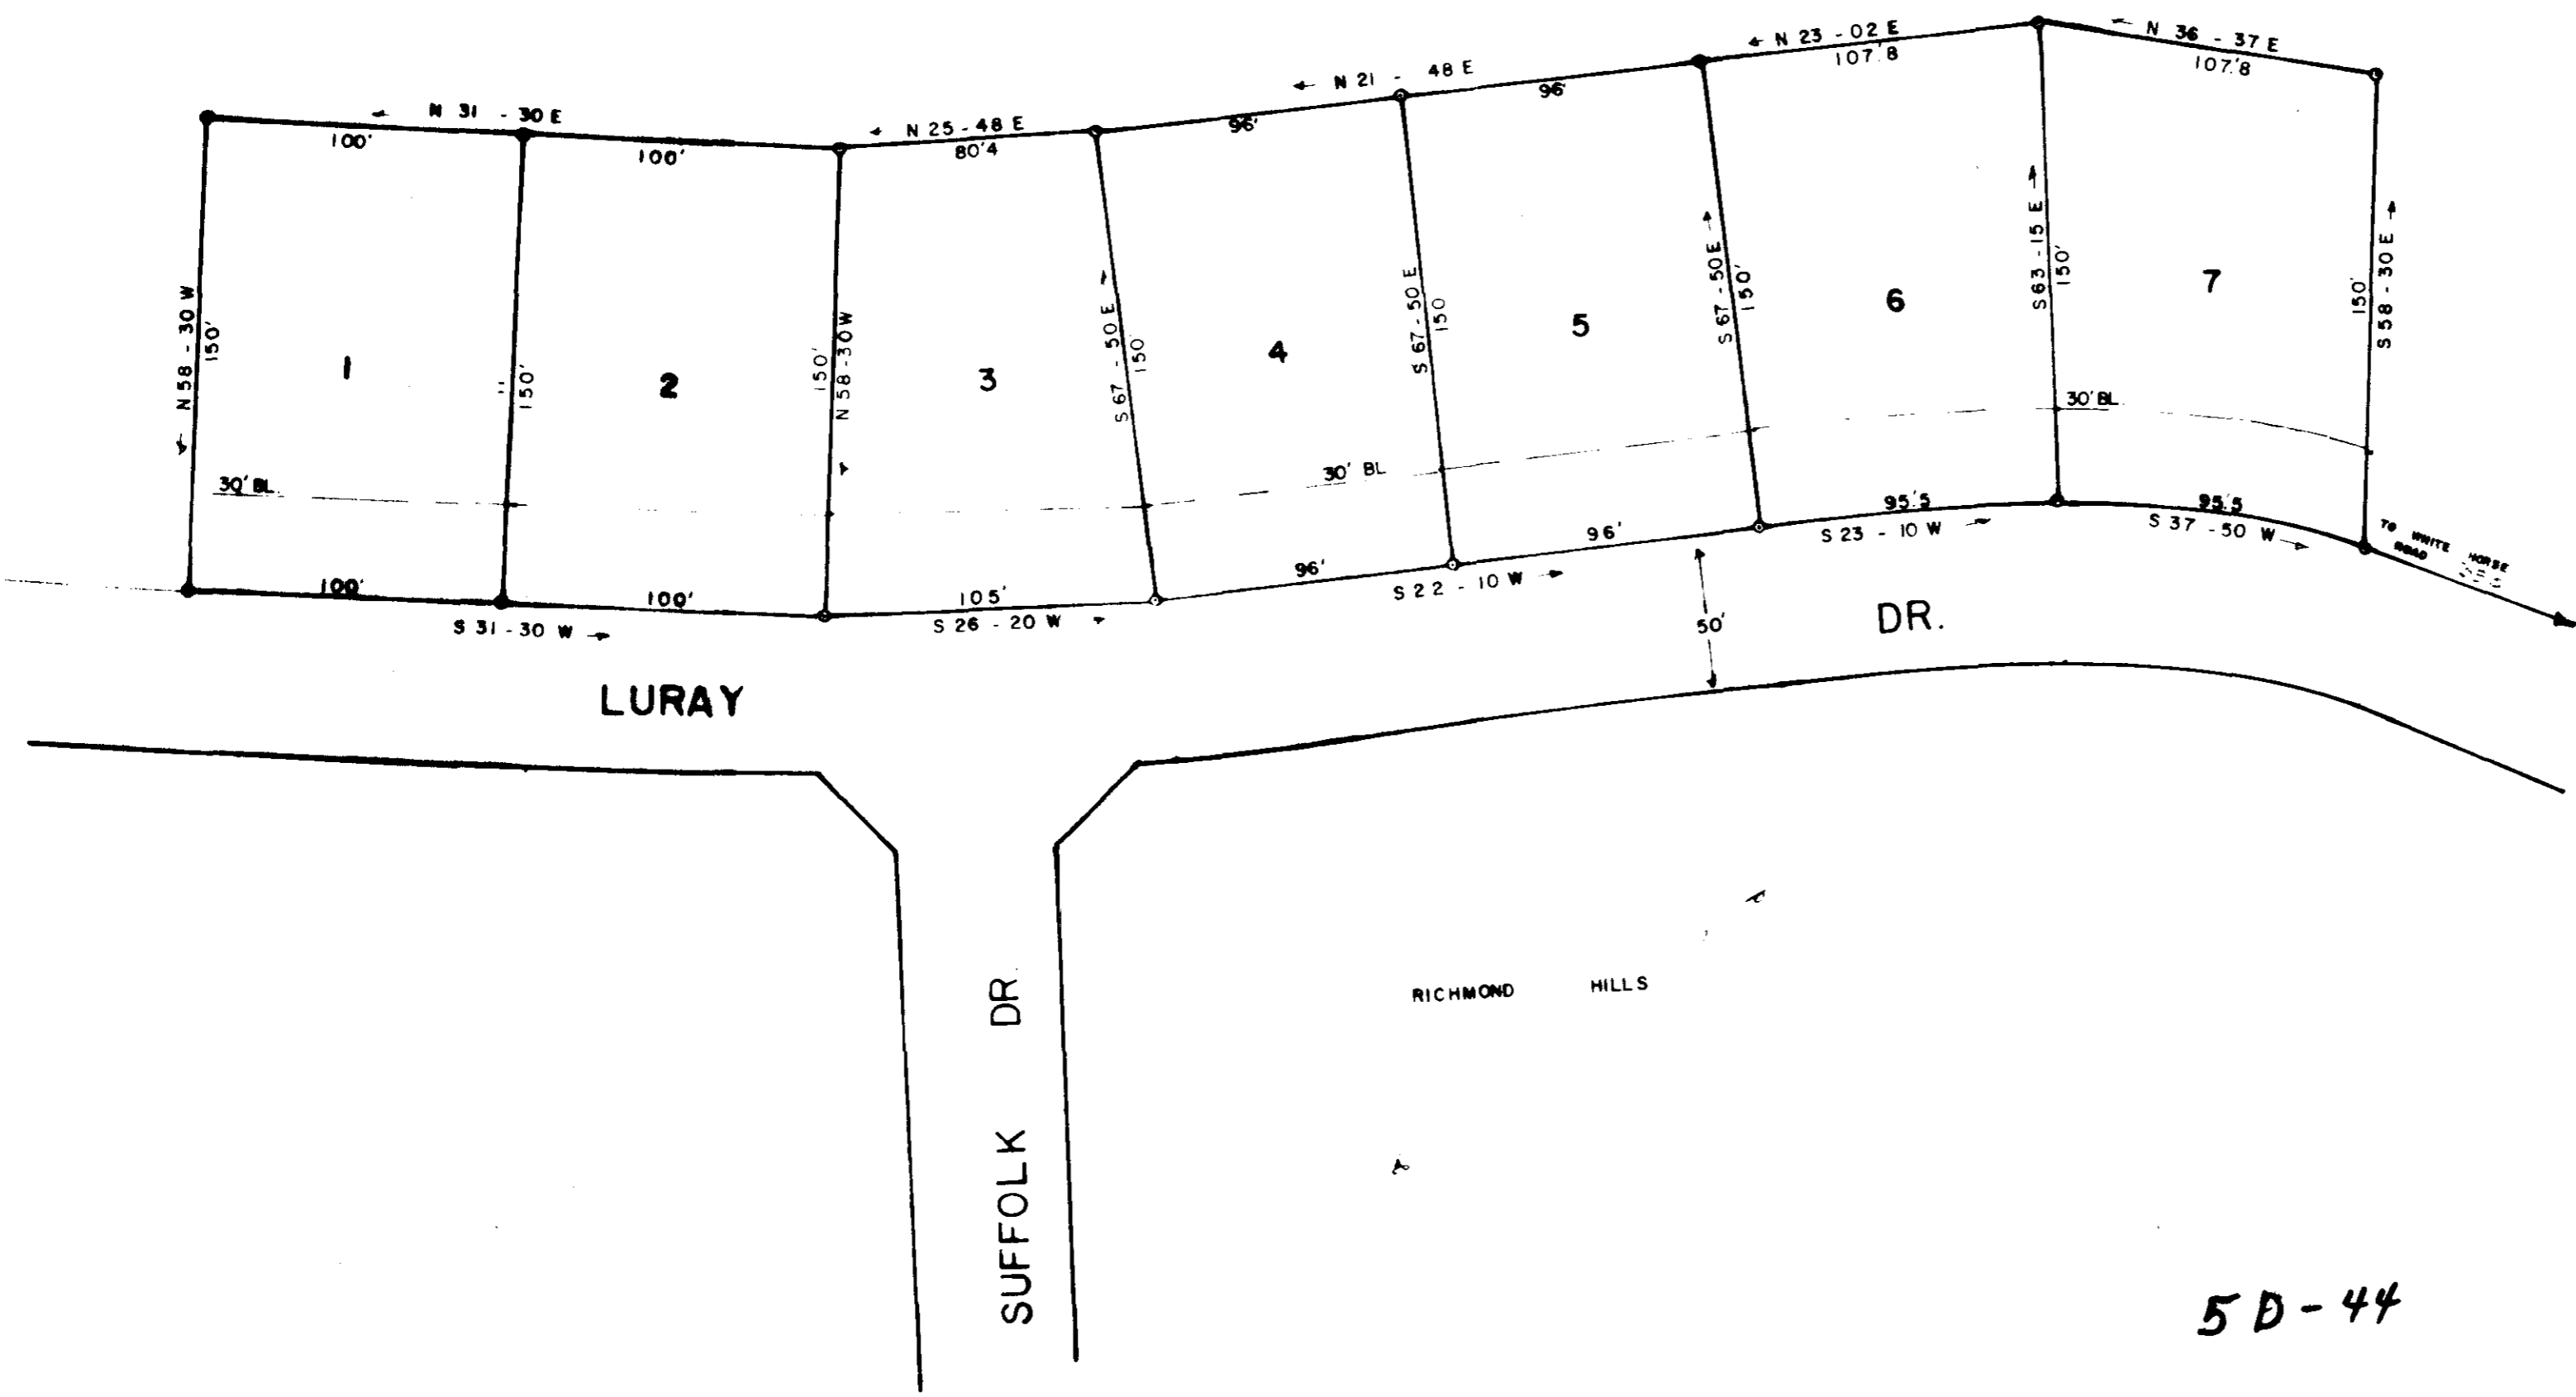 N 36 - 37 E
107.'8
N 23 - 02 E
107.'8
N 21 - 48 E
96'
96'
N 25 - 48 E
80'4
N 31 - 30 E
100'
100'
N 58 - 30 W
150'
1
150'
2
150'
N 58 - 30 W
3
S 67 - 50 E
150'
4
S 67 - 50 E
150
5
S 67 - 50 E
150'
6
S 63 - 15 E
150'
7
150'
S 58 - 30 E
30' BL.
30' BL
30' BL.
100'
100'
S 31 - 30 W
105'
S 26 - 20 W
96'
96'
S 22 - 10 W
95.'5
S 23 - 10 W
95.'5
S 37 - 50 W
TO WHITE HORSE
ROAD
50'
LURAY DR.
SUFFOLK DR.
RICHMOND HILLS
5 D - 44